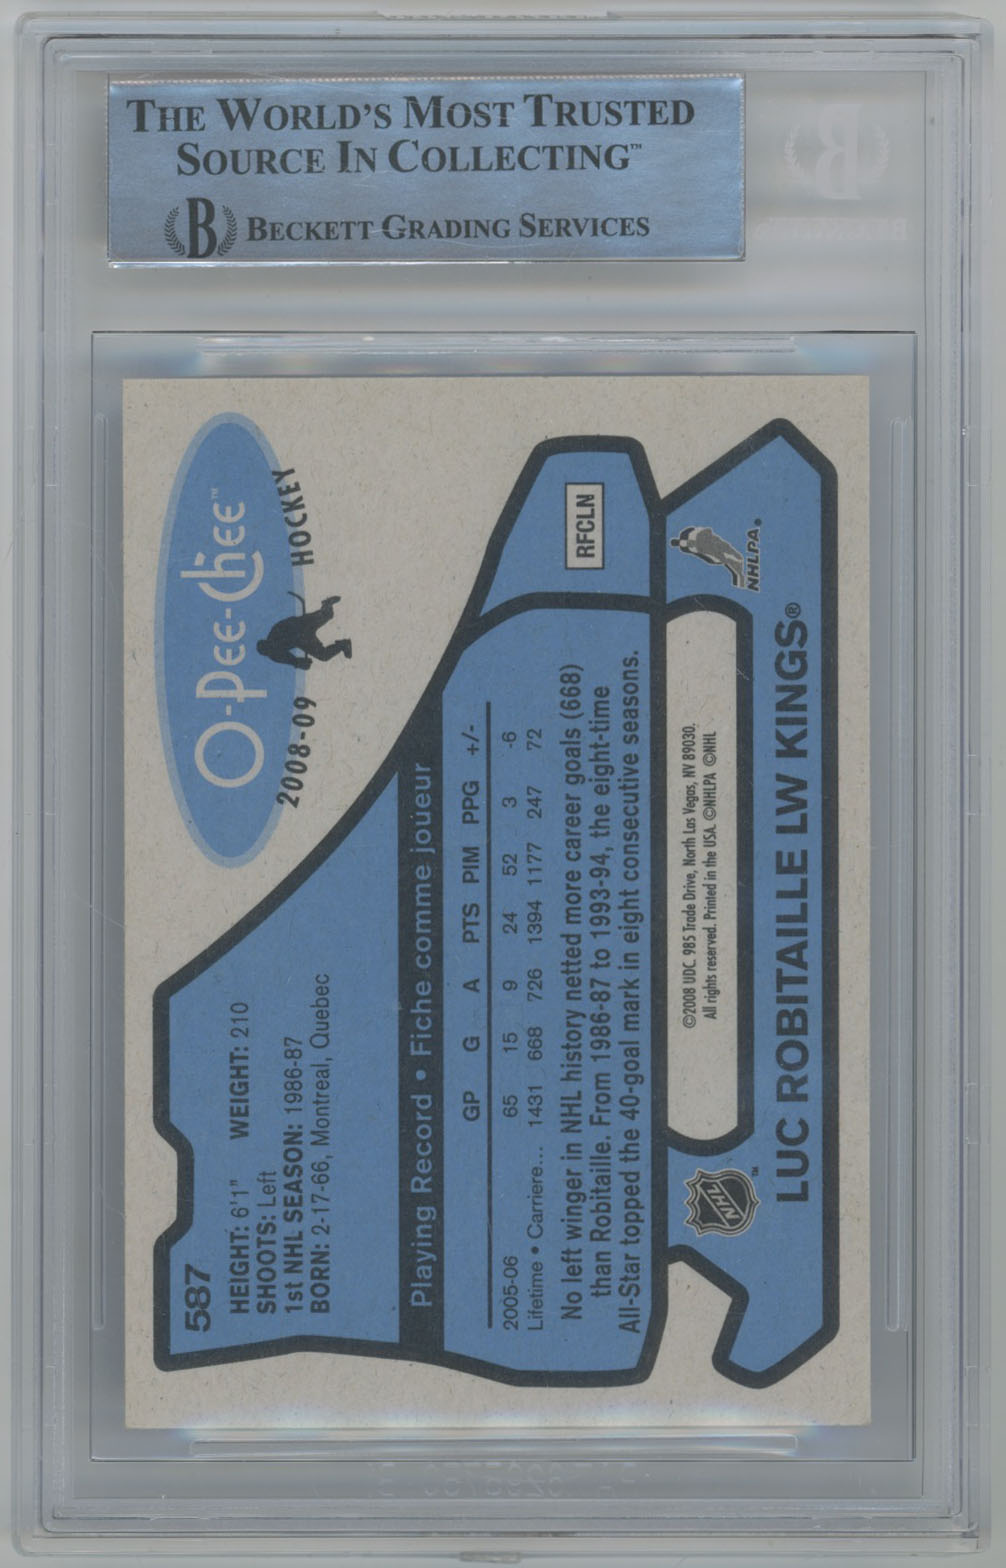 THE WORLD'S MOST TRUSTED
SOURCE IN COLLECTING™
B BECKETT GRADING SERVICES
O-Pee-Chee™
2008-09 HOCKEY
587
HEIGHT: 6'1" WEIGHT: 210
SHOOTS: Left
1st NHL SEASON: 1986-87
BORN: 2-17-66, Montreal, Quebec
Playing Record • Fiche comme joueur
GP G A PTS PIM PPG +/-
2005-06 65 15 9 24 52 3 -6
Lifetime • Carriere... 1431 668 726 1394 1177 247 72
No left winger in NHL history netted more career goals (668)
than Robitaille. From 1986-87 to 1993-94, the eight-time
All-Star topped the 40-goal mark in eight consecutive seasons.
RFCLN
©2008 UDC. 985 Trade Drive, North Las Vegas, NV 89030.
All rights reserved. Printed in the USA. ©NHLPA ©NHL
NHL™
NHLPA.
LUC ROBITAILLE LW KINGS®